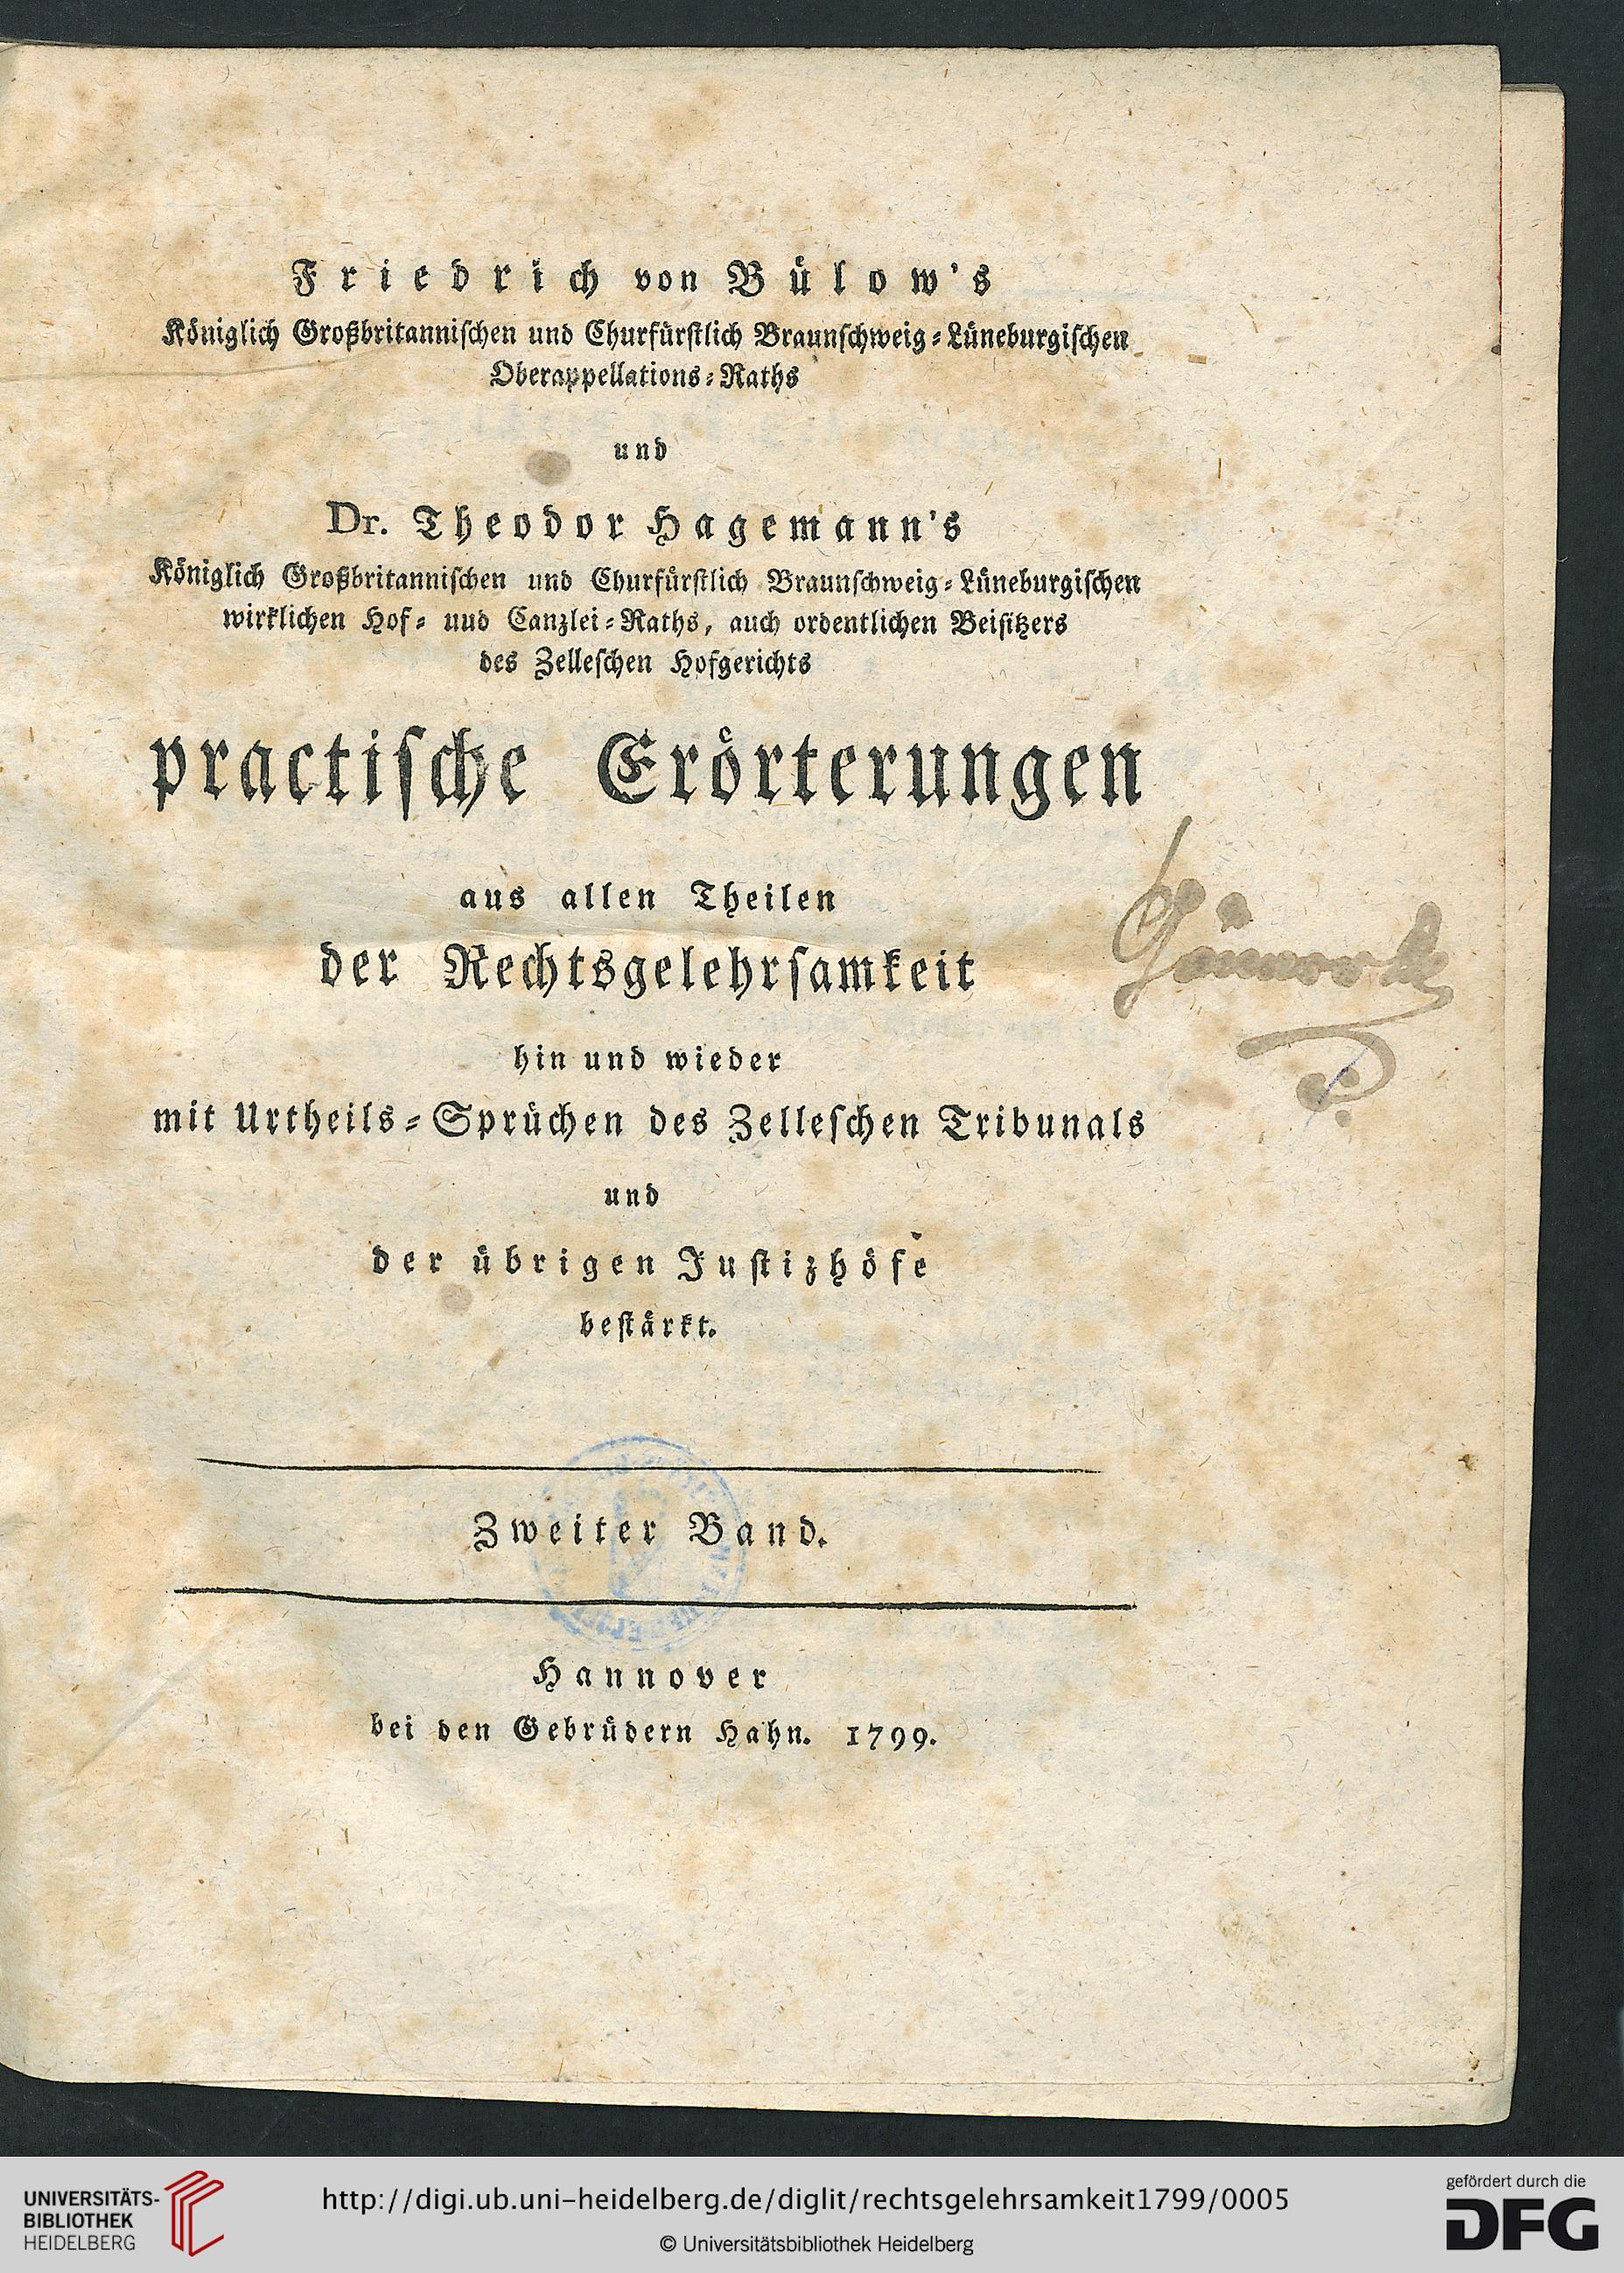 Friedrich von Bülow's
Königlich Großbritannischen und Churfürstlich Braunschweig-Lüneburgischen
Oberappellations-Raths
und
Dr. Theodor Hagemann's
Königlich Großbritannischen und Churfürstlich Braunschweig-Lüneburgischen
wirklichen Hof- und Canzlei-Raths, auch ordentlichen Beisitzers
des Zelleschen Hofgerichts
practische Erörterungen
aus allen Theilen
der Rechtsgelehrsamkeit
hin und wieder
mit Urtheils-Sprüchen des Zelleschen Tribunals
und
der übrigen Justizhöfe
bestärkt.
Zweiter Band.
Hannover
bei den Gebrüdern Hahn. 1799.
UNIVERSITÄTS-
BIBLIOTHEK
HEIDELBERG
http://digi.ub.uni-heidelberg.de/diglit/rechtsgelehrsamkeit1799/0005
© Universitätsbibliothek Heidelberg
gefördert durch die
DFG